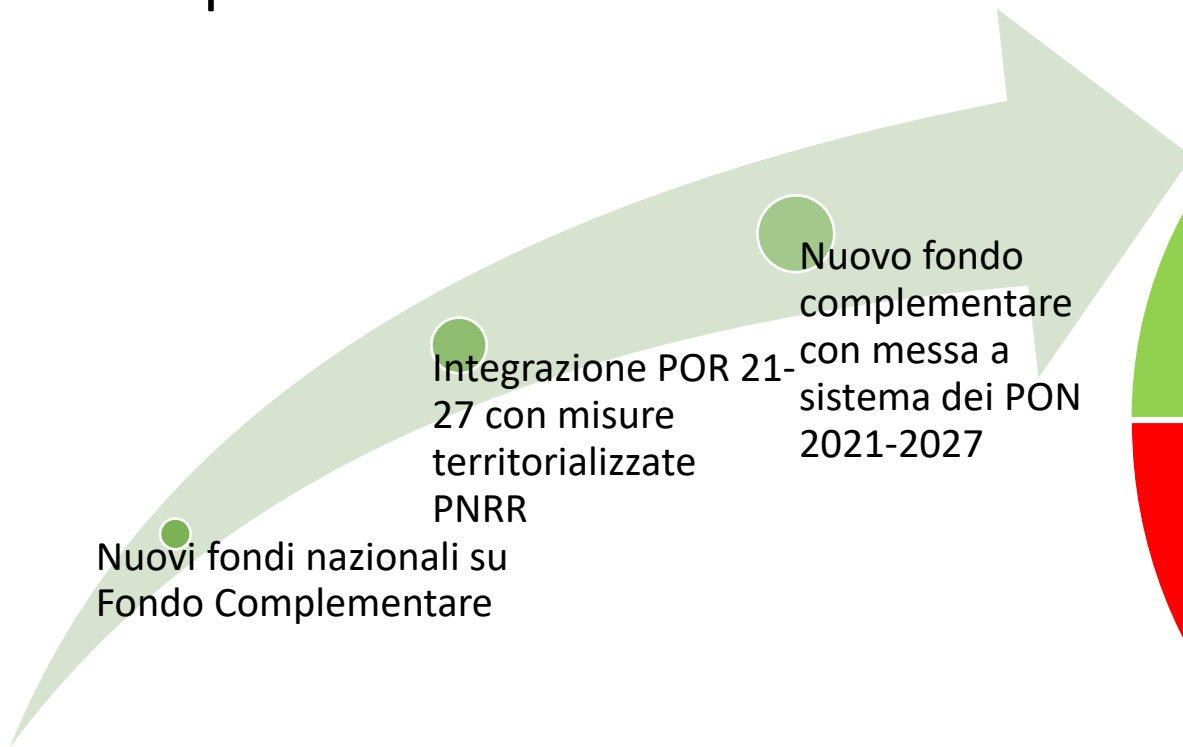 Nuovi fondi nazionali su
Fondo Complementare
Integrazione POR 21-
27 con misure
territorializzate
PNRR
Nuovo fondo
complementare
con messa a
sistema dei PON
2021-2027